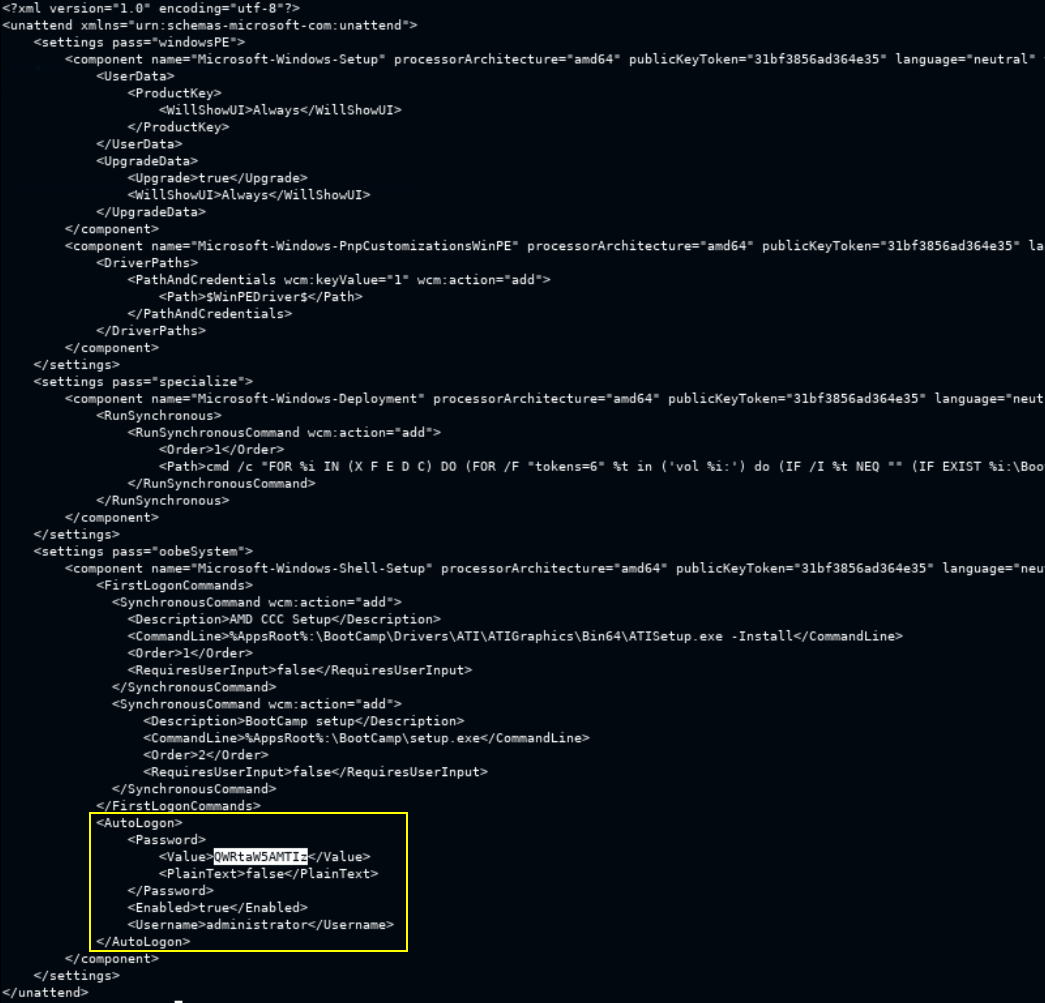 <?xml version="1.0" encoding="utf-8"?>
<unattend xmlns="urn:schemas-microsoft-com:unattend">
    <settings pass="windowsPE">
        <component name="Microsoft-Windows-Setup" processorArchitecture="amd64" publicKeyToken="31bf3856ad364e35" language="neutral"
            <UserData>
                <ProductKey>
                    <WillShowUI>Always</WillShowUI>
                </ProductKey>
            </UserData>
            <UpgradeData>
                <Upgrade>true</Upgrade>
                <WillShowUI>Always</WillShowUI>
            </UpgradeData>
        </component>
        <component name="Microsoft-Windows-PnpCustomizationsWinPE" processorArchitecture="amd64" publicKeyToken="31bf3856ad364e35" la
            <DriverPaths>
                <PathAndCredentials wcm:keyValue="1" wcm:action="add">
                    <Path>$WinPEDriver$</Path>
                </PathAndCredentials>
            </DriverPaths>
        </component>
    </settings>
    <settings pass="specialize">
        <component name="Microsoft-Windows-Deployment" processorArchitecture="amd64" publicKeyToken="31bf3856ad364e35" language="neut
            <RunSynchronous>
                <RunSynchronousCommand wcm:action="add">
                    <Order>1</Order>
                    <Path>cmd /c "FOR %i IN (X F E D C) DO (FOR /F "tokens=6" %t in ('vol %i:') do (IF /I %t NEQ "" (IF EXIST %i:\Boo
                </RunSynchronousCommand>
            </RunSynchronous>
        </component>
    </settings>
    <settings pass="oobeSystem">
        <component name="Microsoft-Windows-Shell-Setup" processorArchitecture="amd64" publicKeyToken="31bf3856ad364e35" language="neu
            <FirstLogonCommands>
              <SynchronousCommand wcm:action="add">
                <Description>AMD CCC Setup</Description>
                <CommandLine>%AppsRoot%:\BootCamp\Drivers\ATI\ATIGraphics\Bin64\ATISetup.exe -Install</CommandLine>
                <Order>1</Order>
                <RequiresUserInput>false</RequiresUserInput>
              </SynchronousCommand>
              <SynchronousCommand wcm:action="add">
                  <Description>BootCamp setup</Description>
                  <CommandLine>%AppsRoot%:\BootCamp\setup.exe</CommandLine>
                  <Order>2</Order>
                  <RequiresUserInput>false</RequiresUserInput>
              </SynchronousCommand>
            </FirstLogonCommands>
            <AutoLogon>
                <Password>
                    <Value>QWRtaW5AMTIz</Value>
                    <PlainText>false</PlainText>
                </Password>
                <Enabled>true</Enabled>
                <Username>administrator</Username>
            </AutoLogon>
        </component>
    </settings>
</unattend>